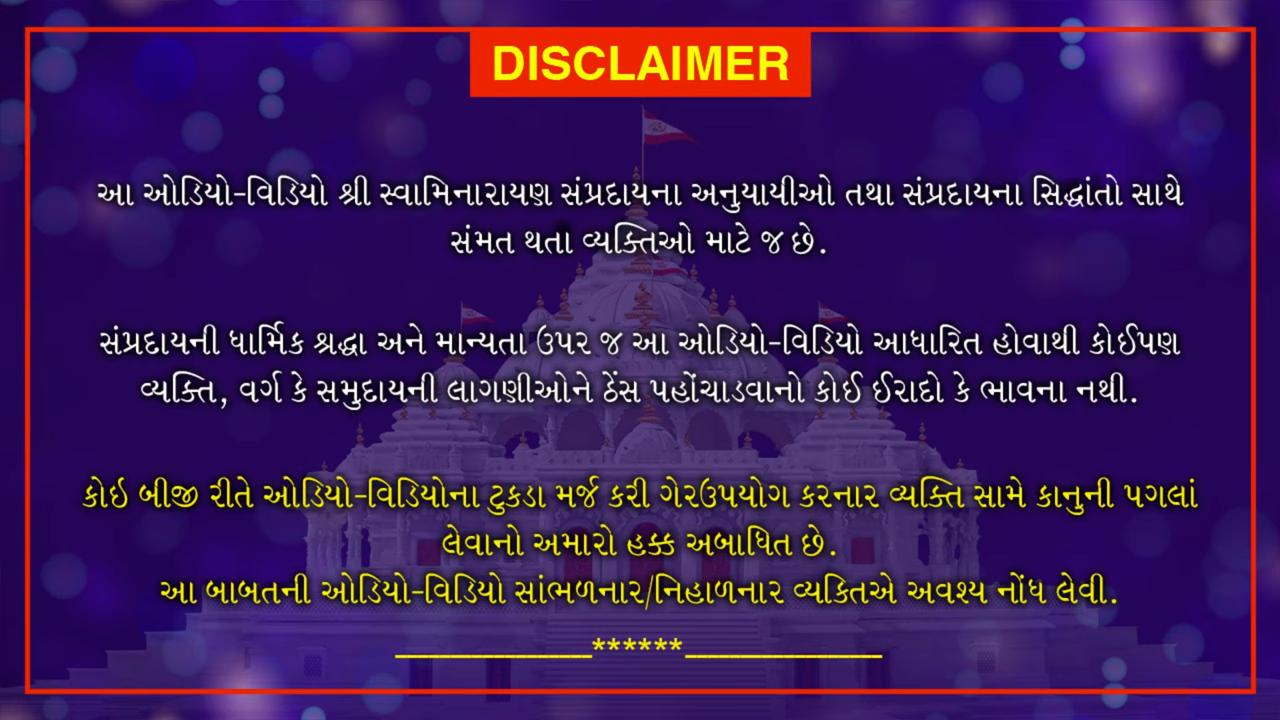 DISCLAIMER
આ ઓડિયો-વિડિયો શ્રી સ્વામિનારાયણ સંપ્રદાયના અનુયાયીઓ તથા સંપ્રદાયના સિદ્ધાંતો સાથે
સંમત થતા વ્યક્તિઓ માટે જ છે.
સંપ્રદાયની ધાર્મિક શ્રદ્ધા અને માન્યતા ઉપર જ આ ઓડિયો-વિડિયો આધારિત હોવાથી કોઈપણ
વ્યક્તિ, વર્ગ કે સમુદાયની લાગણીઓને ઠેંસ પહોંચાડવાનો કોઈ ઈરાદો કે ભાવના નથી.
કોઇ બીજી રીતે ઓડિયો-વિડિયોના ટુકડા મર્જ કરી ગેરઉપયોગ કરનાર વ્યક્તિ સામે કાનુની પગલાં
લેવાનો અમારો હક્ક અબાધિત છે.
આ બાબતની ઓડિયો-વિડિયો સાંભળનાર/નિહાળનાર વ્યકિતએ અવશ્ય નોંધ લેવી.
________________******________________